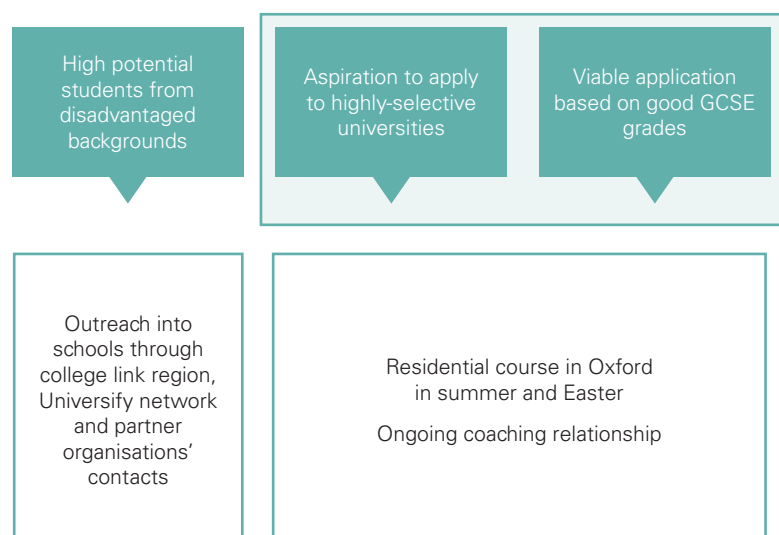 High potential
students from
disadvantaged
backgrounds
Aspiration to apply
to highly-selective
universities
Viable application
based on good GCSE
grades
Outreach into
schools through
college link region,
Universify network
and partner
organisations’
contacts
Residential course in Oxford
in summer and Easter
Ongoing coaching relationship